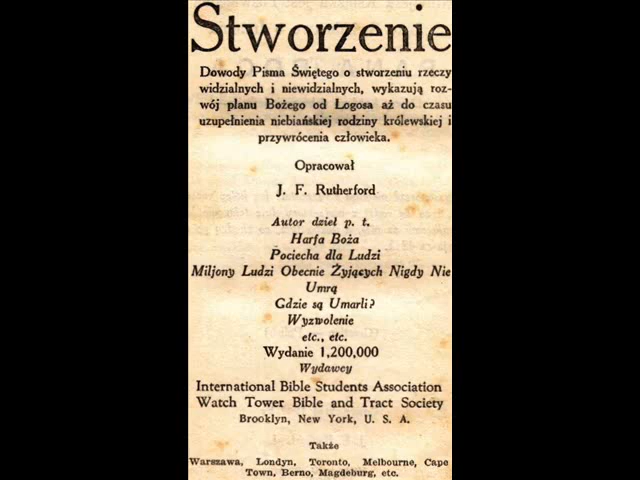 Stworzenie
Dowody Pisma Świętego o stworzeniu rzeczy
widzialnych i niewidzialnych, wykazują roz-
wój planu Bożego od Logosa aż do czasu
uzupełnienia niebiańskiej rodziny królewskiej i
przywrócenia człowieka.
Opracował
J. F. Rutherford
Autor dzieł p. t.
Harfa Boża
Pociecha dla Ludzi
Miljony Ludzi Obecnie Żyjących Nigdy Nie
Umrą
Gdzie są Umarli?
Wyzwolenie
etc., etc.
Wydanie 1,200,000
Wydawcy
International Bible Students Association
Watch Tower Bible and Tract Society
Brooklyn, New York, U. S. A.
Także
Warszawa, Londyn, Toronto, Melbourne, Cape
Town, Berno, Magdeburg, etc.